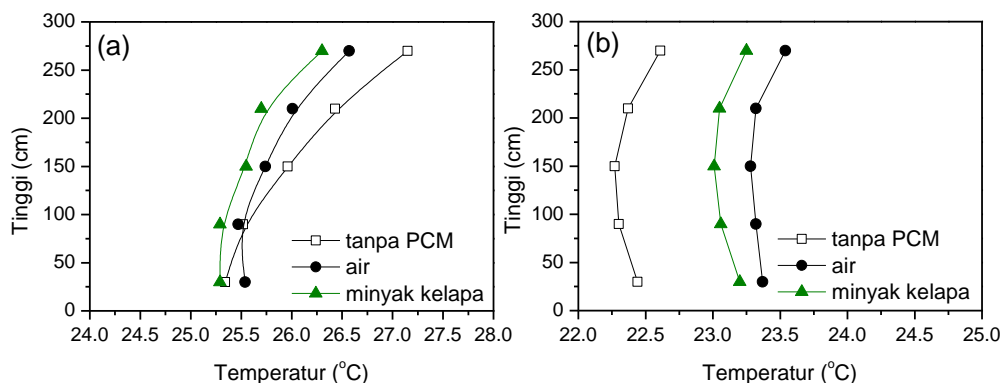 (a)
300
250
200
150
100
50
0
Tinggi (cm)
tanpa PCM
air
minyak kelapa
24.0 24.5 25.0 25.5 26.0 26.5 27.0 27.5 28.0
Temperatur (°C)
(b)
300
250
200
150
100
50
0
Tinggi (cm)
tanpa PCM
air
minyak kelapa
22.0 22.5 23.0 23.5 24.0 24.5 25.0
Temperatur (°C)